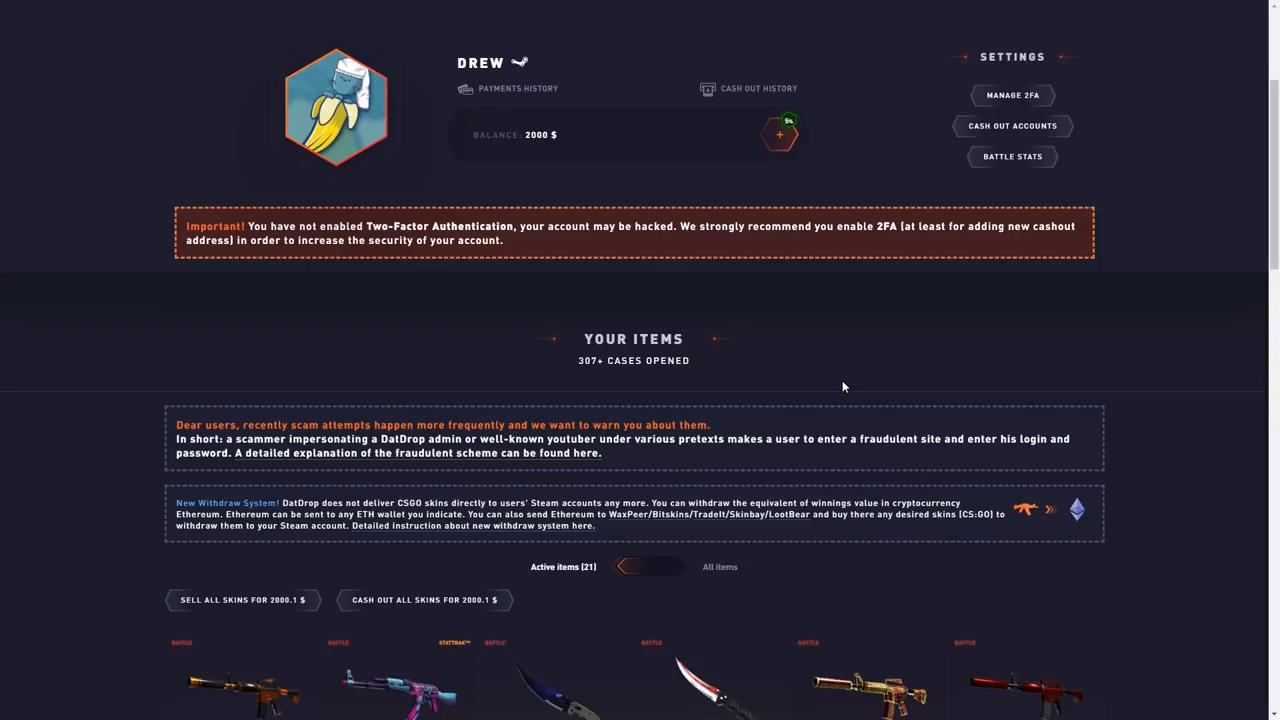 DREW
SETTINGS
PAYMENTS HISTORY
CASH OUT HISTORY
MANAGE 2FA
5%
BALANCE: 2000 $
+
CASH OUT ACCOUNTS
BATTLE STATS
Important! You have not enabled Two-Factor Authentication, your account may be hacked. We strongly recommend you enable 2FA (at least for adding new cashout
address) in order to increase the security of your account.
YOUR ITEMS
307+ CASES OPENED
Dear users, recently scam attempts happen more frequently and we want to warn you about them.
In short: a scammer impersonating a DatDrop admin or well-known youtuber under various pretexts makes a user to enter a fraudulent site and enter his login and
password. A detailed explanation of the fraudulent scheme can be found here.
New Withdraw System! DatDrop does not deliver CSGO skins directly to users' Steam accounts any more. You can withdraw the equivalent of winnings value in cryptocurrency
Ethereum. Ethereum can be sent to any ETH wallet you indicate. You can also send Ethereum to WaxPeer/Bitskins/TradeIt/Skinbay/LootBear and buy there any desired skins (CS:GO) to
withdraw them to your Steam account. Detailed instruction about new withdraw system here.
Active items (21)
All items
SELL ALL SKINS FOR 2000.1 $
CASH OUT ALL SKINS FOR 2000.1 $
BATTLE
BATTLE
STATTRAK™
BATTLE
BATTLE
BATTLE
BATTLE